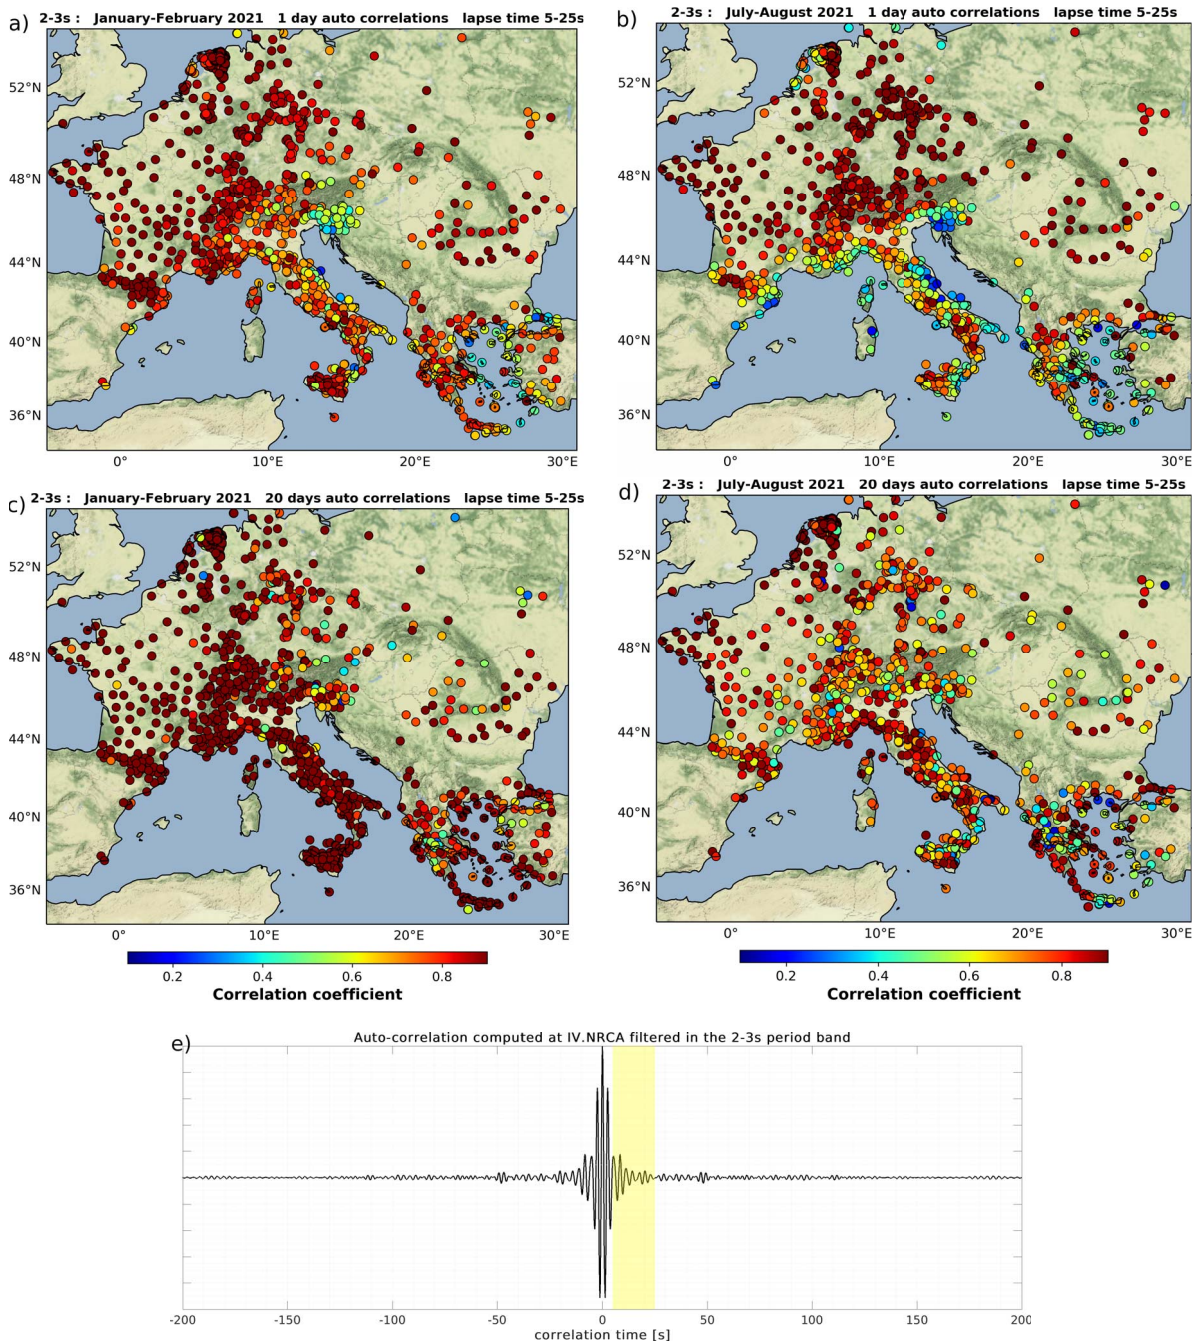 a)
2-3s : January-February 2021 1 day auto correlations lapse time 5-25s
52°N
48°N
44°N
40°N
36°N
0° 10°E 20°E 30°E
b)
2-3s : July-August 2021 1 day auto correlations lapse time 5-25s
52°N
48°N
44°N
40°N
36°N
0° 10°E 20°E 30°E
c)
2-3s : January-February 2021 20 days auto correlations lapse time 5-25s
52°N
48°N
44°N
40°N
36°N
0° 10°E 20°E 30°E
0.2 0.4 0.6 0.8
Correlation coefficient
d)
2-3s : July-August 2021 20 days auto correlations lapse time 5-25s
52°N
48°N
44°N
40°N
36°N
0° 10°E 20°E 30°E
0.2 0.4 0.6 0.8
Correlation coefficient
e)
Auto-correlation computed at IV.NRCA filtered in the 2-3s period band
-200 -150 -100 -50 0 50 100 150 200
correlation time [s]